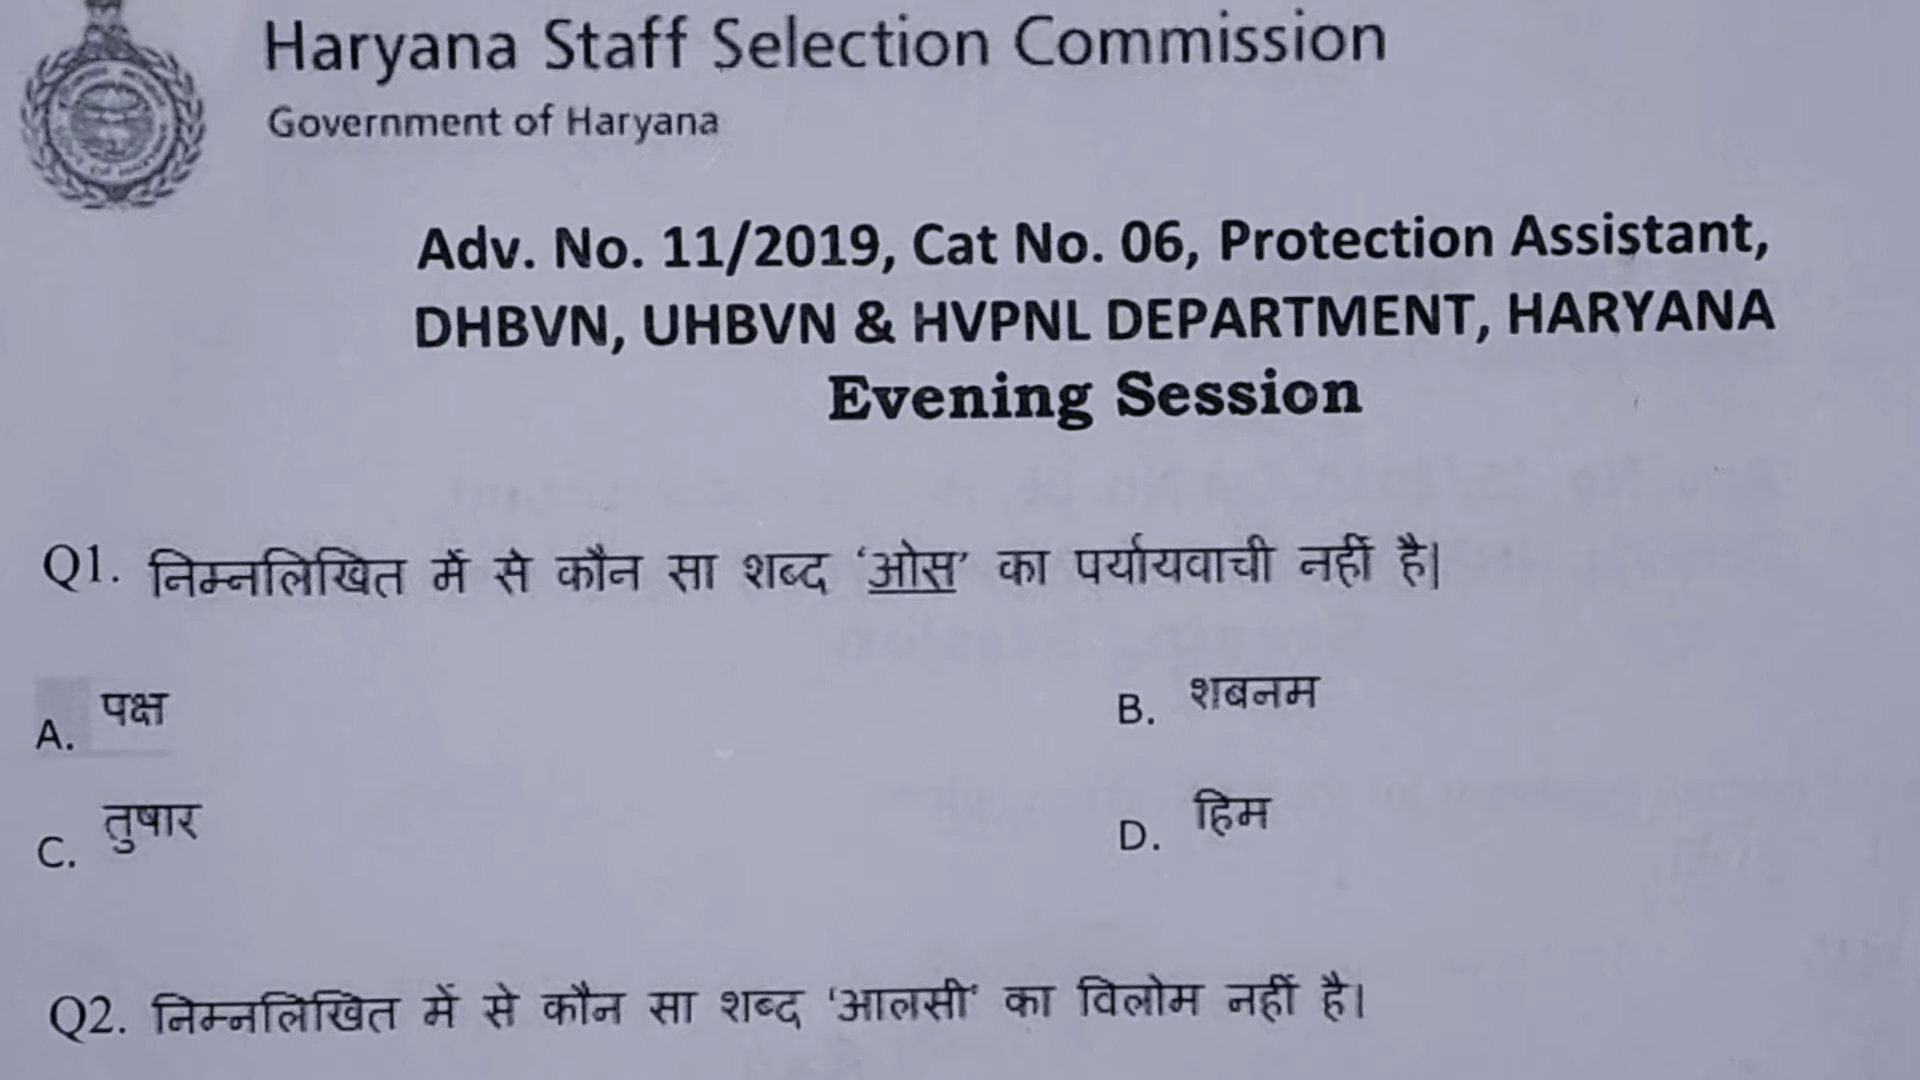 Haryana Staff Selection Commission
Government of Haryana
Adv. No. 11/2019, Cat No. 06, Protection Assistant,
DHBVN, UHBVN & HVPNL DEPARTMENT, HARYANA
Evening Session
Q1. निम्नलिखित में से कौन सा शब्द ‘ओस’ का पर्यायवाची नहीं है|
A. पक्ष
B. शबनम
C. तुषार
D. हिम
Q2. निम्नलिखित में से कौन सा शब्द ‘आलसी’ का विलोम नहीं है।